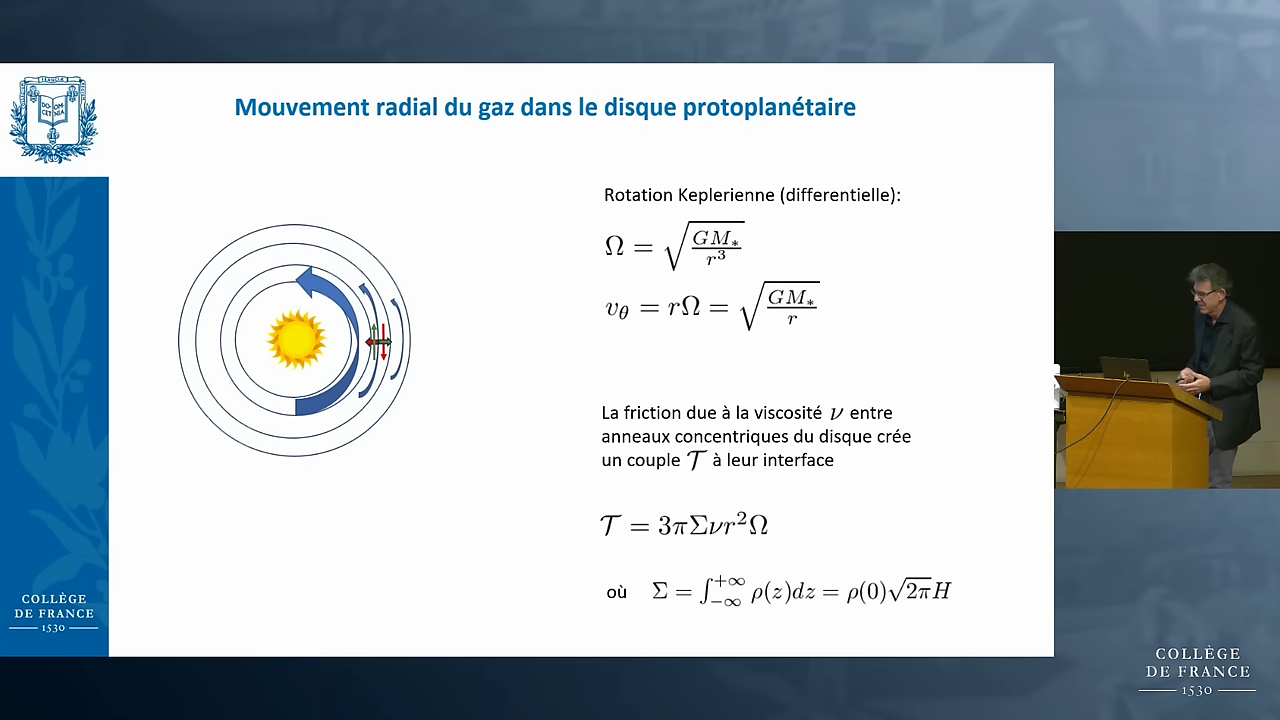 Mouvement radial du gaz dans le disque protoplanétaire
Rotation Keplerienne (differentielle):
Ω = √(GM∗/r³)
v_θ = rΩ = √(GM∗/r)
La friction due à la viscosité ν entre
anneaux concentriques du disque crée
un couple 𝒯 à leur interface
𝒯 = 3πΣνr²Ω
où Σ = ∫_{-∞}^{+∞} ρ(z)dz = ρ(0)√(2π)H
COLLÈGE
DE FRANCE
1530
COLLÈGE
DE FRANCE
1530